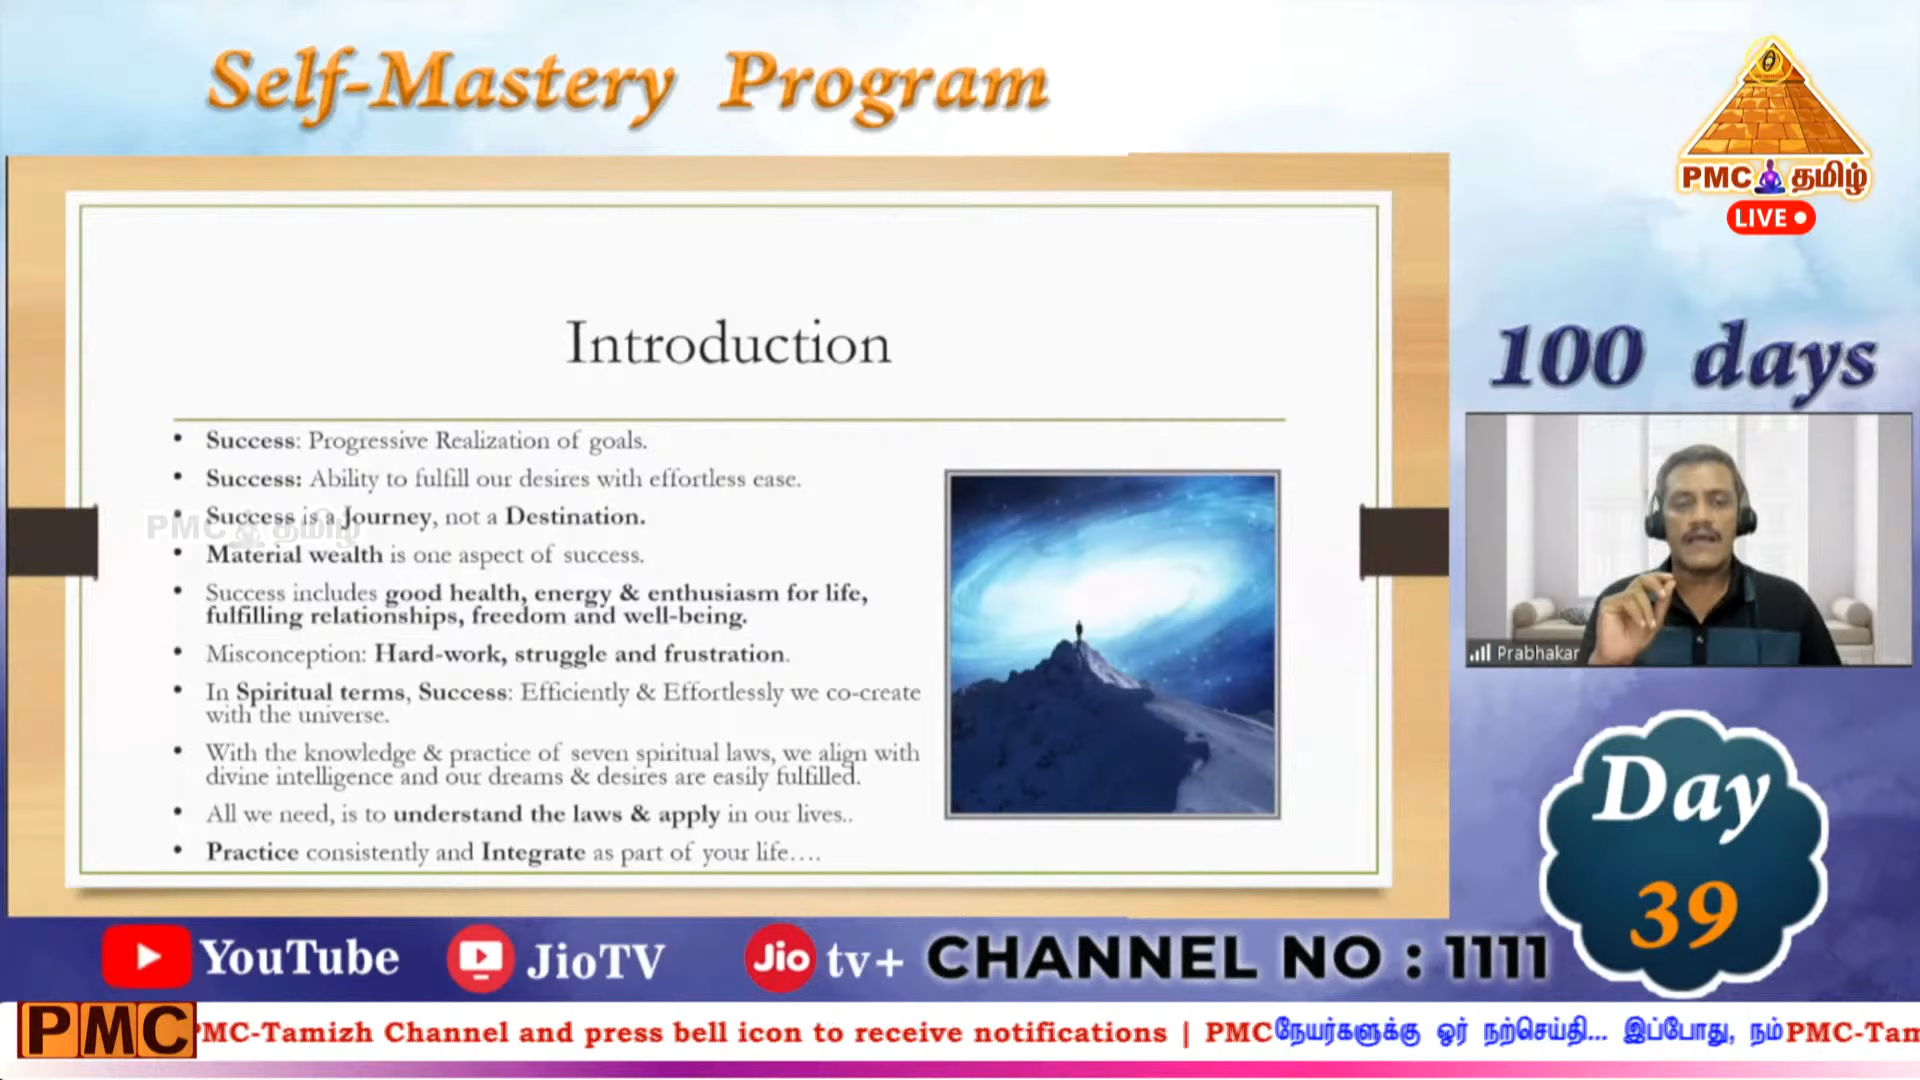 Self-Mastery Program
PMC தமிழ்
LIVE
100 days
Introduction
• Success: Progressive Realization of goals.
• Success: Ability to fulfill our desires with effortless ease.
• Success is a Journey, not a Destination.
PMC தமிழ்
• Material wealth is one aspect of success.
• Success includes good health, energy & enthusiasm for life,
fulfilling relationships, freedom and well-being.
• Misconception: Hard-work, struggle and frustration.
• In Spiritual terms, Success: Efficiently & Effortlessly we co-create
with the universe.
• With the knowledge & practice of seven spiritual laws, we align with
divine intelligence and our dreams & desires are easily fulfilled.
• All we need, is to understand the laws & apply in our lives..
• Practice consistently and Integrate as part of your life….
Prabhakar
Day
39
YouTube JioTV Jio tv+ CHANNEL NO : 1111
PMC MC-Tamizh Channel and press bell icon to receive notifications | PMC நேயர்களுக்கு ஓர் நற்செய்தி... இப்போது, நம் PMC-Tam